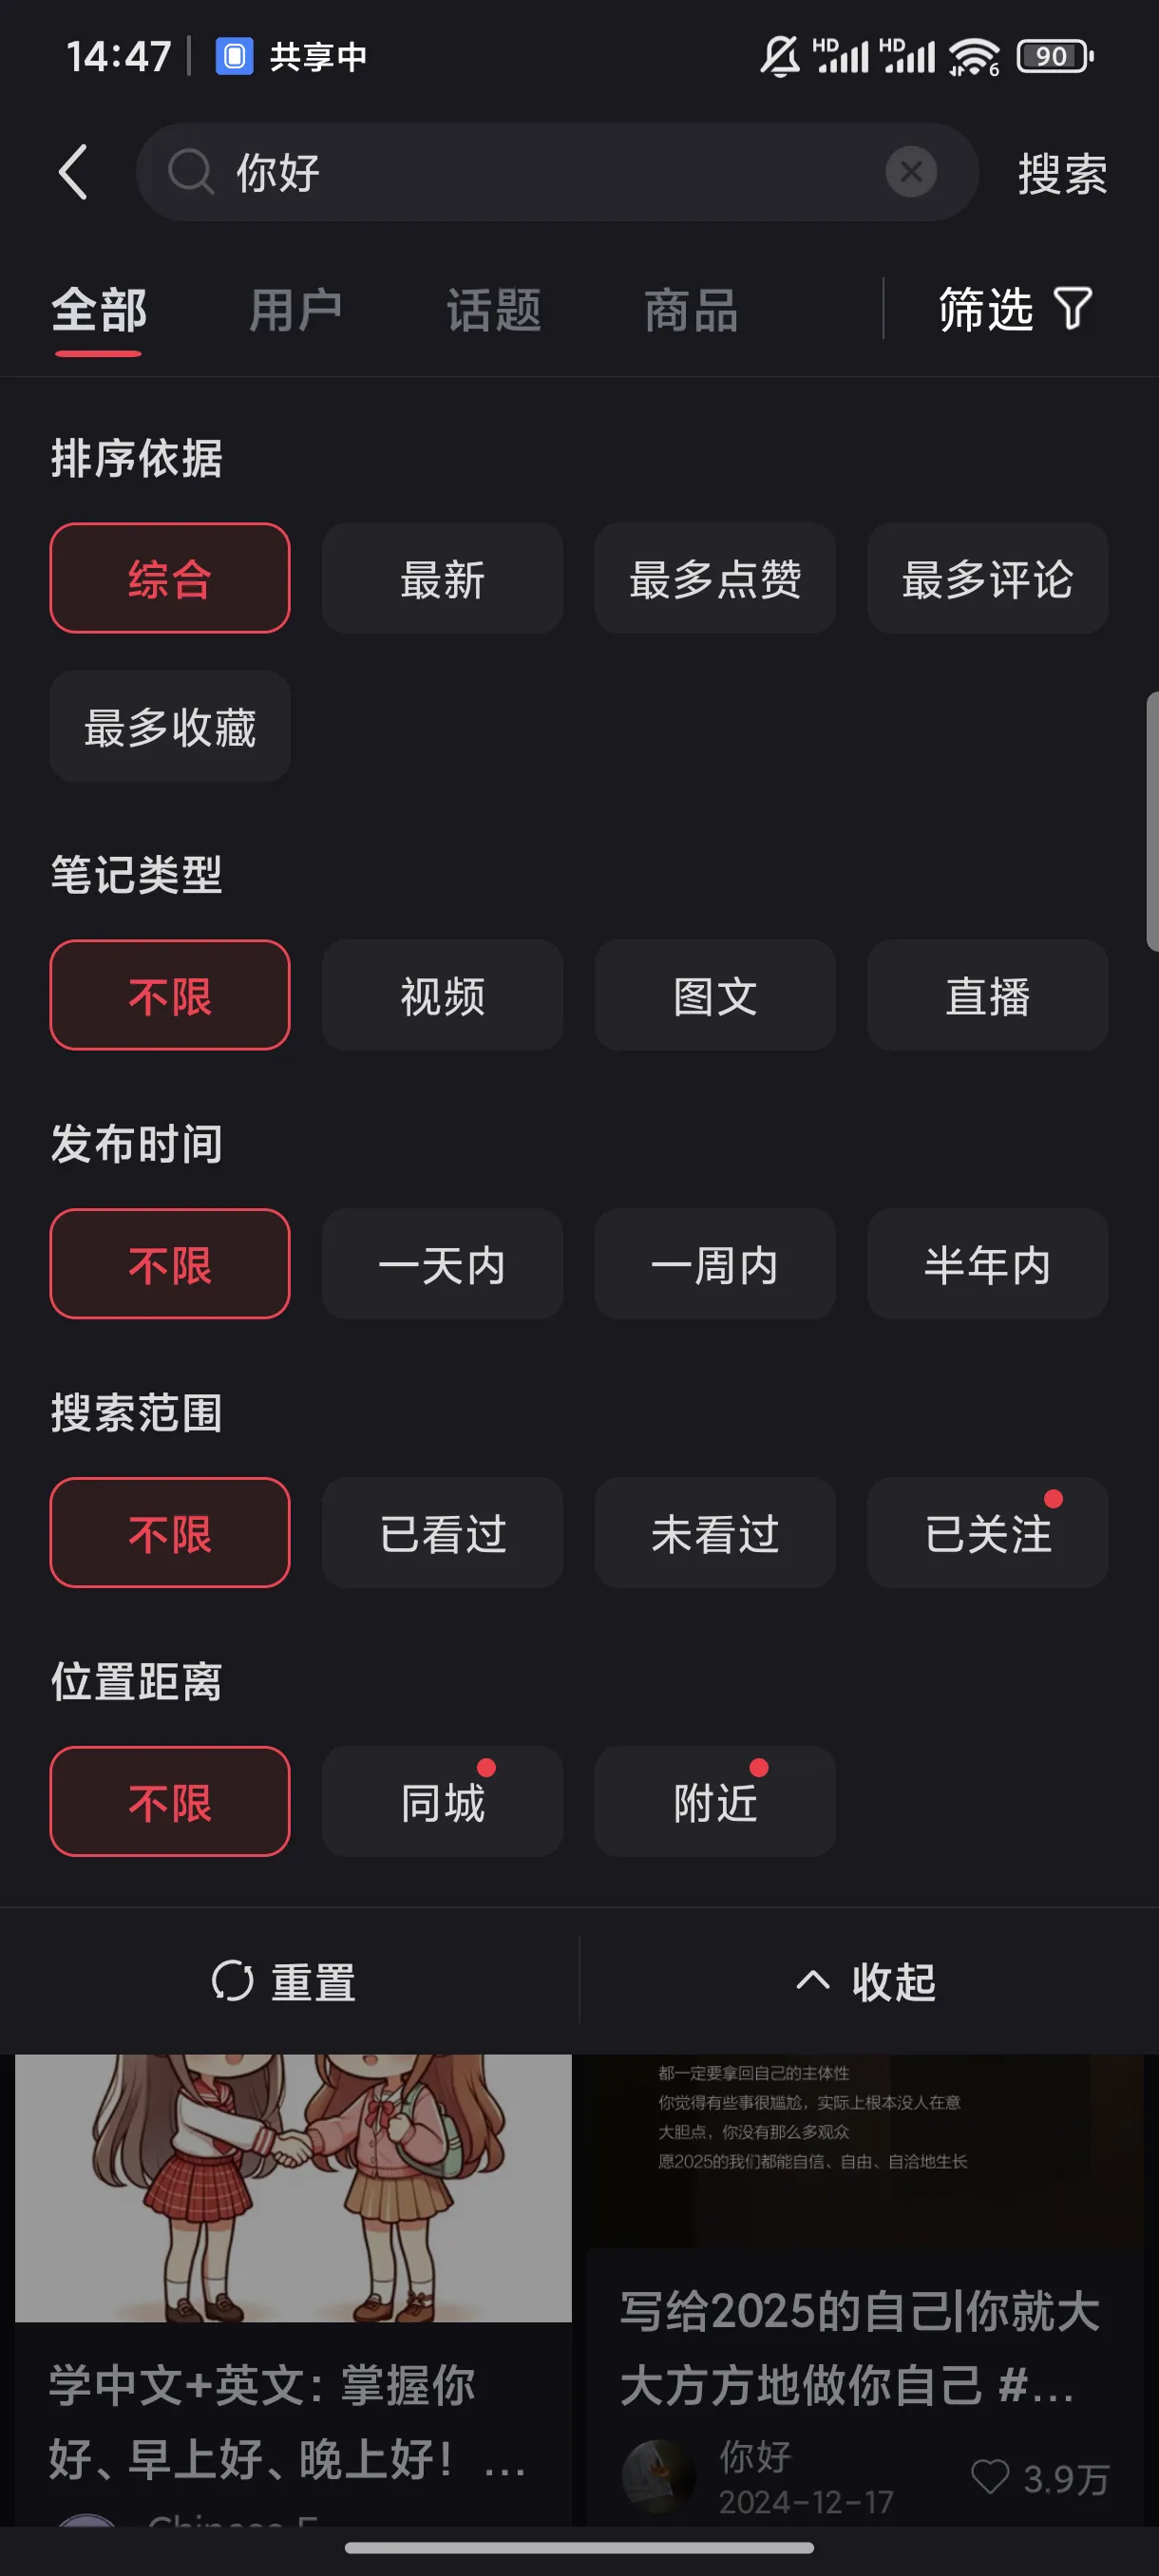 14:47 共享中 HD HD 6 90
你好 搜索
全部 用户 话题 商品 筛选
排序依据
综合 最新 最多点赞 最多评论
最多收藏
笔记类型
不限 视频 图文 直播
发布时间
不限 一天内 一周内 半年内
搜索范围
不限 已看过 未看过 已关注
位置距离
不限 同城 附近
重置 收起
都一定要拿回自己的主体性
你觉得有些事很尴尬，实际上根本没人在意
大胆点，你没有那么多观众
愿2025的我们都能自信、自由、自洽地生长
写给2025的自己|你就大
大方方地做你自己 #...
你好
2024-12-17
3.9万
学中文+英文：掌握你
好、早上好、晚上好！...